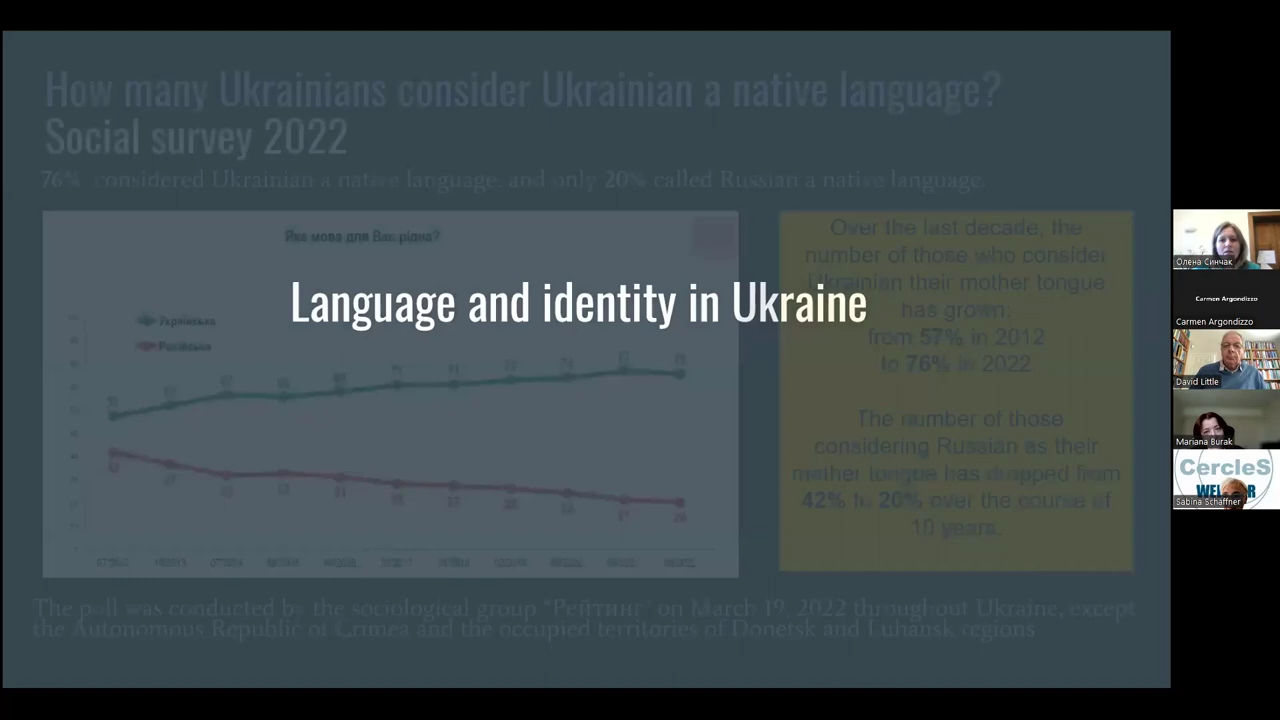 How many Ukrainians consider Ukrainian a native language?
Social survey 2022
76% considered Ukrainian a native language, and only 20% called Russian a native language.
Яка мова для Вас рідна?
Українська
Російська
Language and identity in Ukraine
Over the last decade, the
number of those who consider
Ukrainian their mother tongue
has grown:
from 57% in 2012
to 76% in 2022
The number of those
considering Russian as their
mother tongue has dropped from
42% to 20% over the course of
10 years.
The poll was conducted by the sociological group "Рейтинг" on March 19, 2022 throughout Ukraine, except
the Autonomous Republic of Crimea and the occupied territories of Donetsk and Luhansk regions
Олена Синчак
Carmen Argondizzo
Carmen Argondizzo
David Little
Mariana Burak
CercleS
Sabina Schaffner